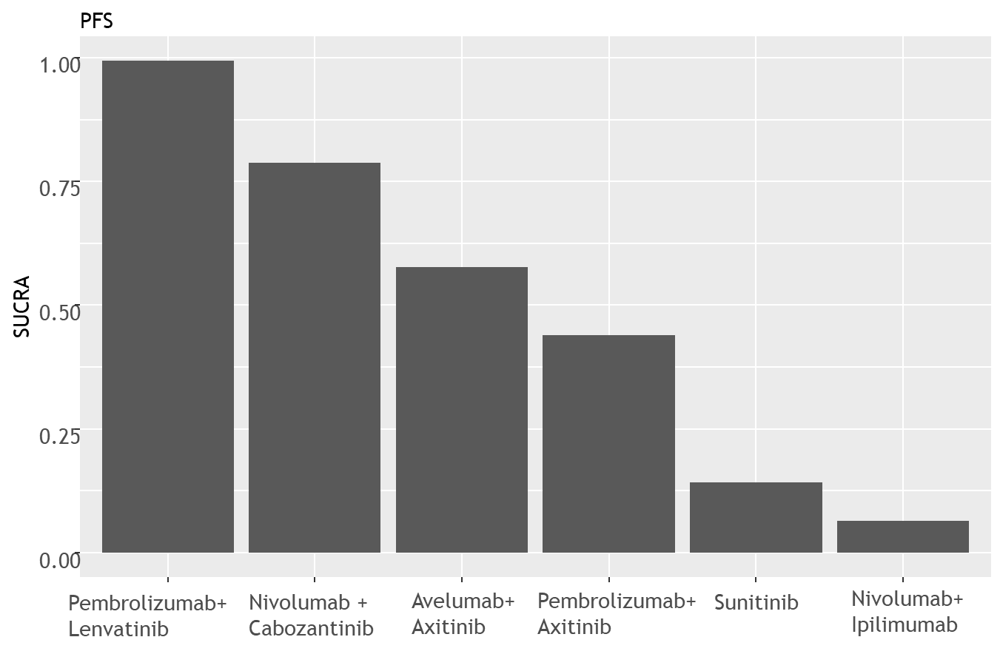 PFS
1.00
0.75
0.50
0.25
0.00
SUCRA
Pembrolizumab+
Lenvatinib
Nivolumab +
Cabozantinib
Avelumab+
Axitinib
Pembrolizumab+
Axitinib
Sunitinib
Nivolumab+
Ipilimumab